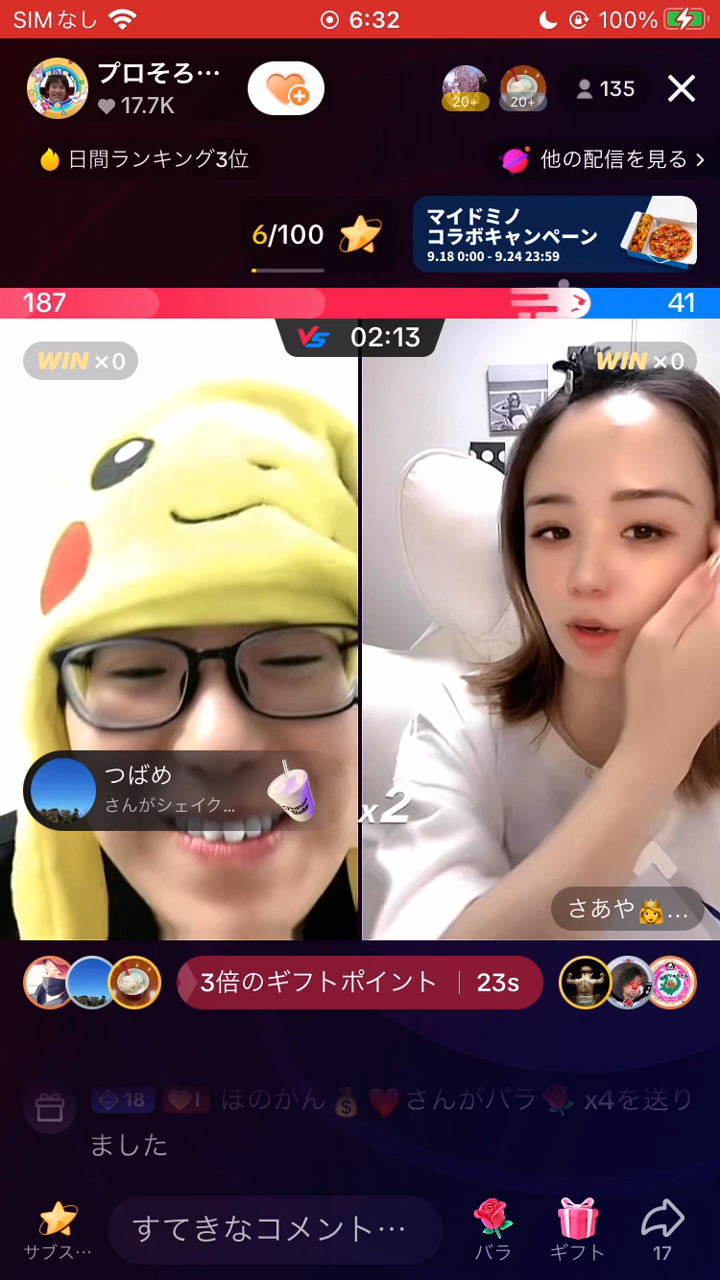 SIMなし 6:32 100%
プロそろ…
17.7K
20+ 20+ 135
日間ランキング3位 他の配信を見る
6/100
マイドミノ
コラボキャンペーン
9.18 0:00 - 9.24 23:59
187 VS 02:13 41
WIN ×0 WIN ×0
つばめ
さんがシェイク...
x2
さあや👸...
3倍のギフトポイント 23s
18 I ほのかん💰❤️さんがバラ🌹 x4を送り
ました
すてきなコメント…
サブス… バラ ギフト 17